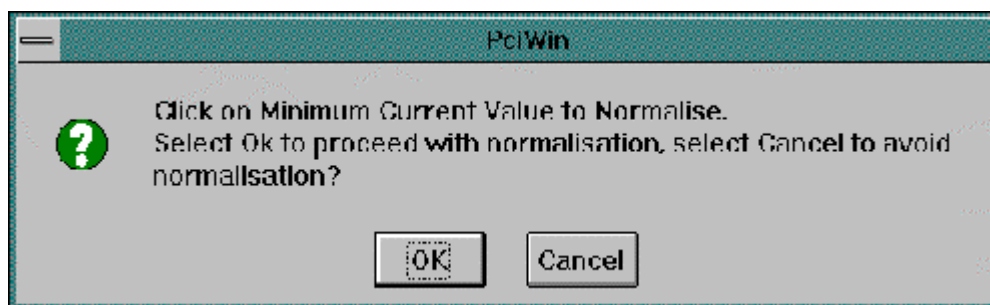 PciWin
Click on Minimum Current Value to Normalise.
Select Ok to proceed with normalisation, select Cancel to avoid
normalisation?
OK
Cancel